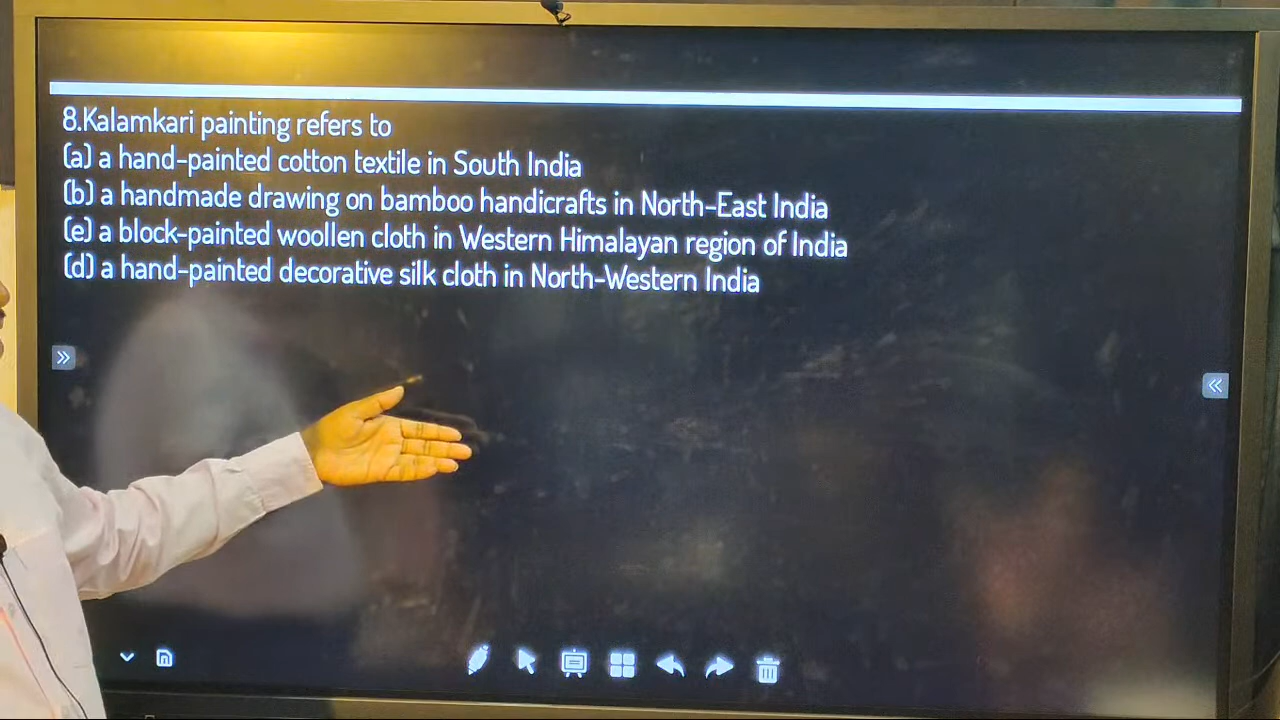 8.Kalamkari painting refers to
(a) a hand-painted cotton textile in South India
(b) a handmade drawing on bamboo handicrafts in North-East India
(e) a block-painted woollen cloth in Western Himalayan region of India
(d) a hand-painted decorative silk cloth in North-Western India